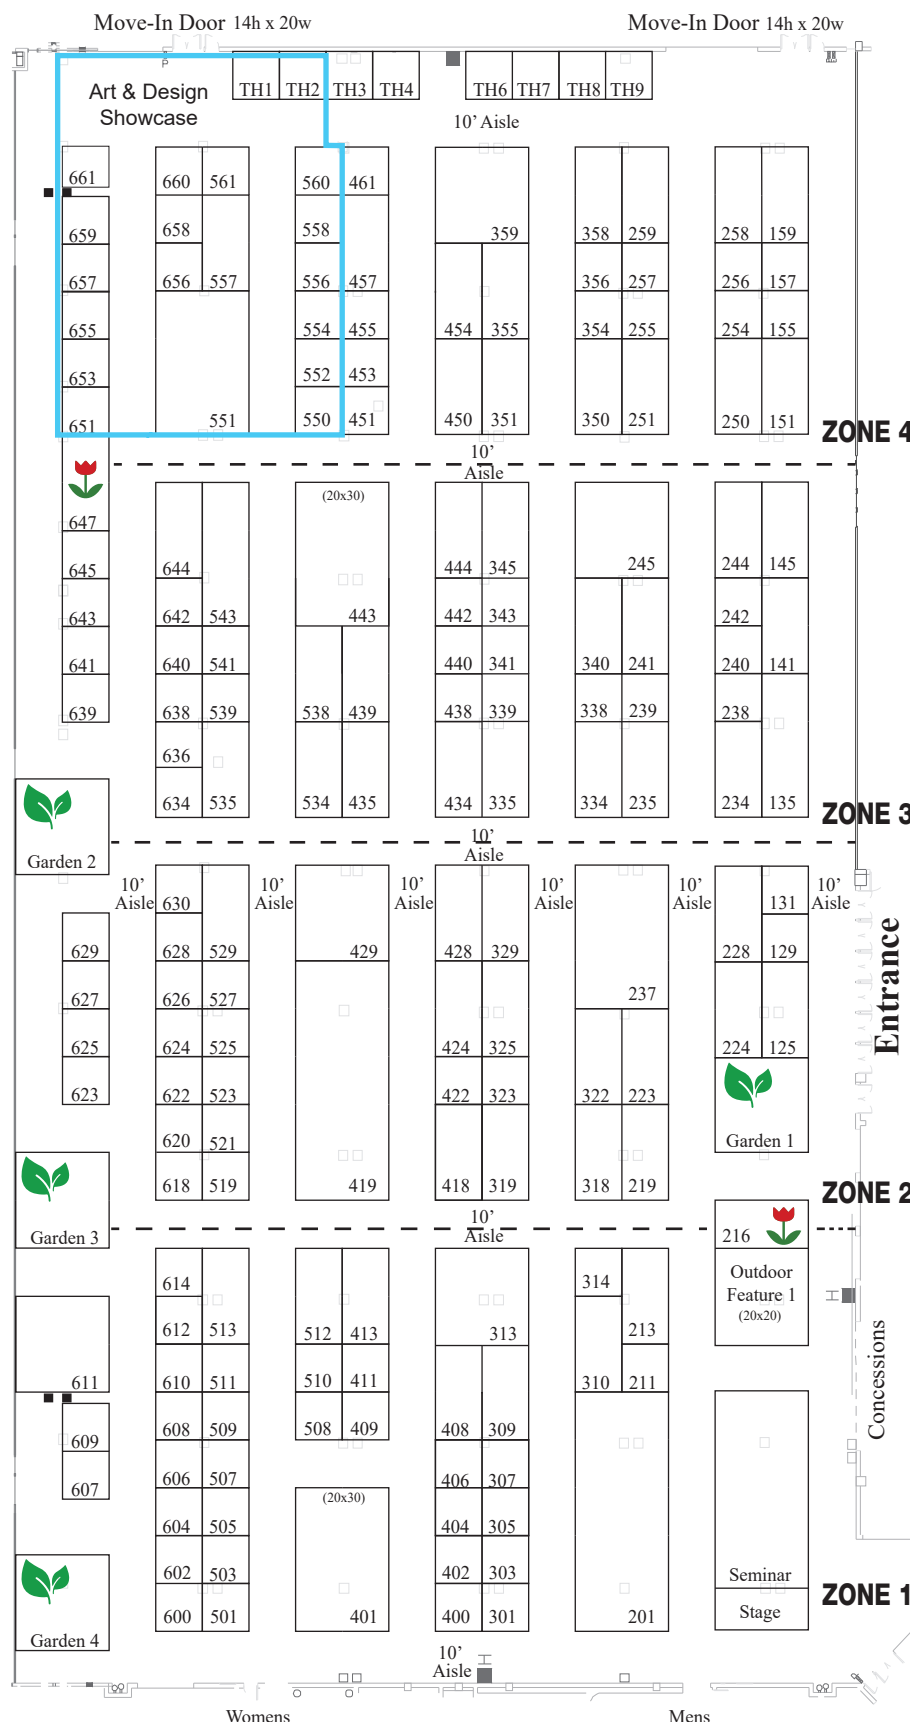 Move-In Door 14h x 20w
Move-In Door 14h x 20w
P
Art & Design
Showcase
TH1 TH2 TH3 TH4
TH6 TH7 TH8 TH9
10' Aisle
661 660 561 560 461
659 658 558 359 358 259 258 159
657 656 557 556 457 356 257 256 157
655 554 455 454 355 354 255 254 155
653 552 453
651 551 550 451 450 351 350 251 250 151
ZONE 4
10'
Aisle
(20x30)
647
645 644 444 345 245 244 145
643 642 543 443 442 343 242
641 640 541 440 341 340 241 240 141
639 638 539 538 439 438 339 338 239 238
636
634 535 534 435 434 335 334 235 234 135
ZONE 3
10'
Aisle
Garden 2
10'
Aisle
10'
Aisle
10'
Aisle
10'
Aisle
10'
Aisle
10'
Aisle
630 131
629 628 529 429 428 329 228 129
627 626 527 237
625 624 525 424 325 224 125
Entrance
623 622 523 422 323 322 223
620 521
Garden 1
618 519 419 418 319 318 219
ZONE 2
Garden 3
10'
Aisle
216
Outdoor
Feature 1
(20x20)
H
614 314
612 513 512 413 313 213
611 610 511 510 411 310 211
Concessions
609 608 509 508 409 408 309
607 606 507 406 307
(20x30)
604 505 404 305
602 503 402 303
Seminar
Stage
600 501 401 400 301 201
ZONE 1
Garden 4
10'
Aisle
H
Womens
Mens